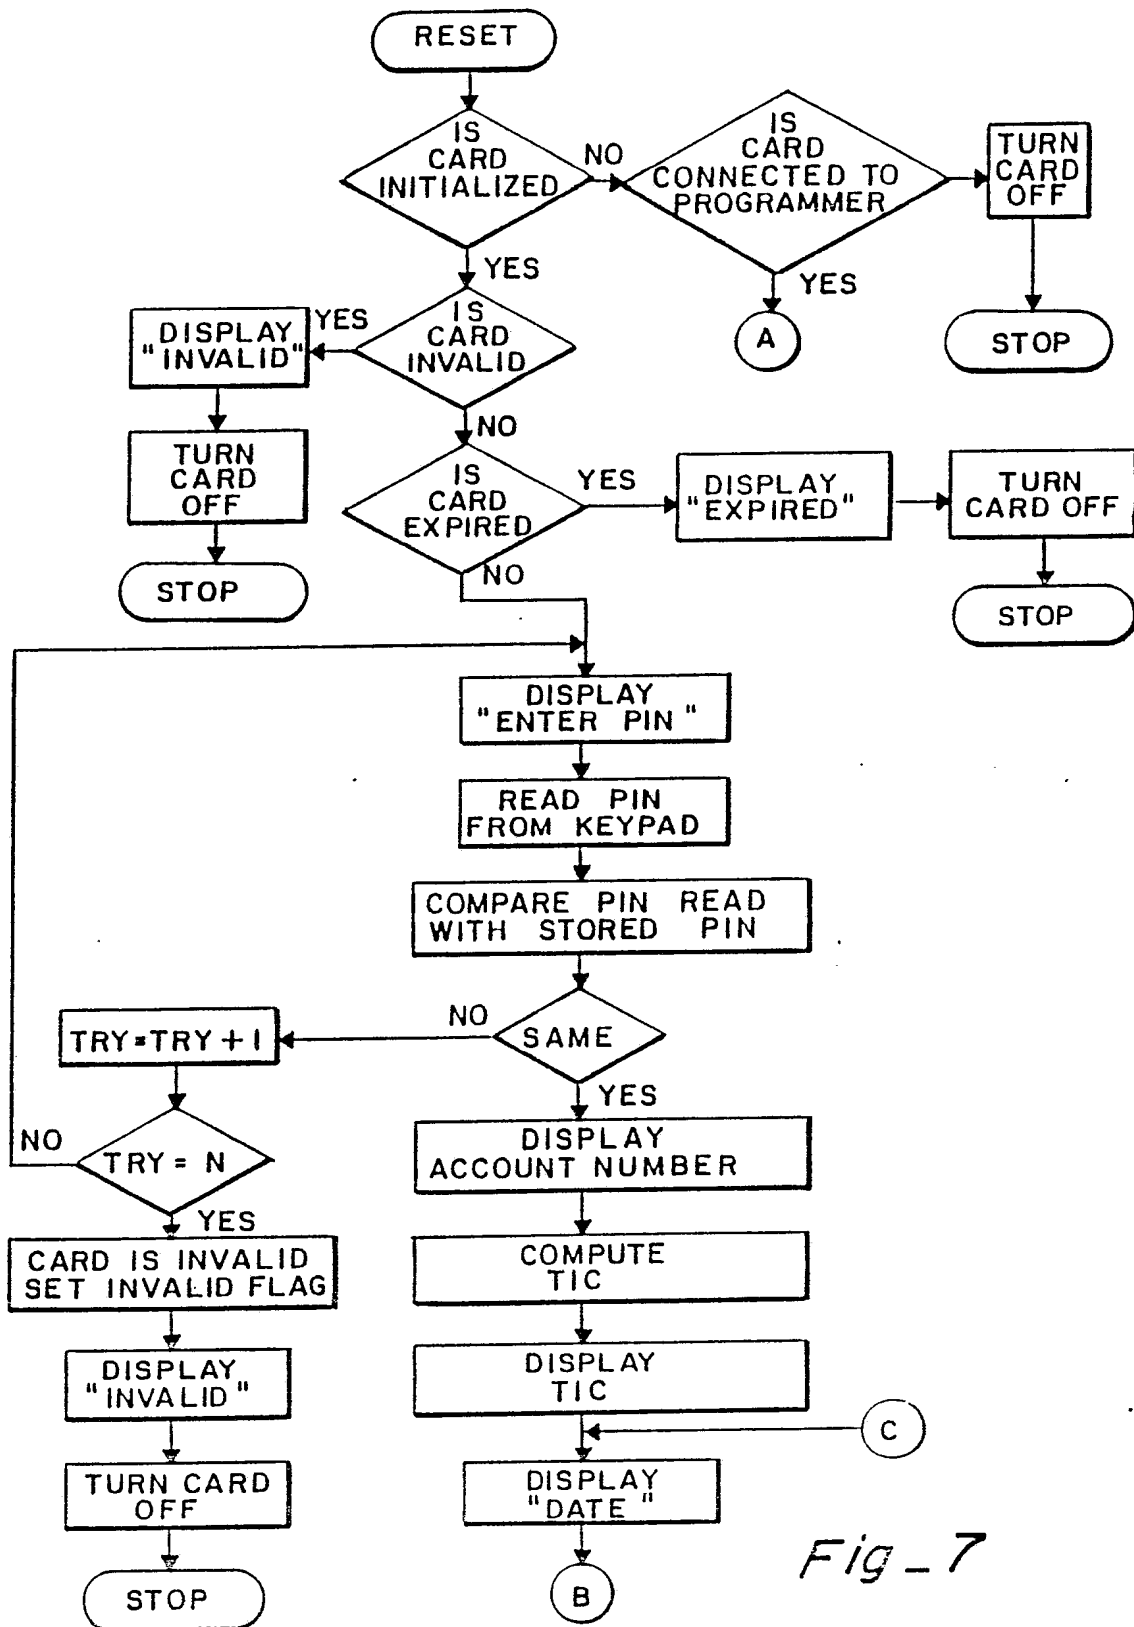 RESET
IS
CARD
INITIALIZED
NO
IS
CARD
CONNECTED TO
PROGRAMMER
TURN
CARD
OFF
YES
YES
A
STOP
IS
CARD
INVALID
YES
DISPLAY
"INVALID"
TURN
CARD
OFF
STOP
NO
IS
CARD
EXPIRED
YES
DISPLAY
"EXPIRED"
TURN
CARD OFF
STOP
NO
DISPLAY
"ENTER PIN"
READ PIN
FROM KEYPAD
COMPARE PIN READ
WITH STORED PIN
SAME
NO
TRY=TRY+1
TRY = N
NO
YES
CARD IS INVALID
SET INVALID FLAG
DISPLAY
"INVALID"
TURN CARD
OFF
STOP
YES
DISPLAY
ACCOUNT NUMBER
COMPUTE
TIC
DISPLAY
TIC
C
DISPLAY
"DATE"
B
Fig_7